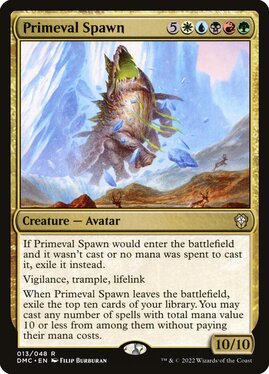 Primeval Spawn 5
Creature — Avatar
If Primeval Spawn would enter the battlefield
and it wasn't cast or no mana was spent to cast
it, exile it instead.
Vigilance, trample, lifelink
When Primeval Spawn leaves the battlefield,
exile the top ten cards of your library. You may
cast any number of spells with total mana value
10 or less from among them without paying
their mana costs.
10/10
013/048 R
DMC • EN Filip Burburan
™ & © 2022 Wizards of the Coast